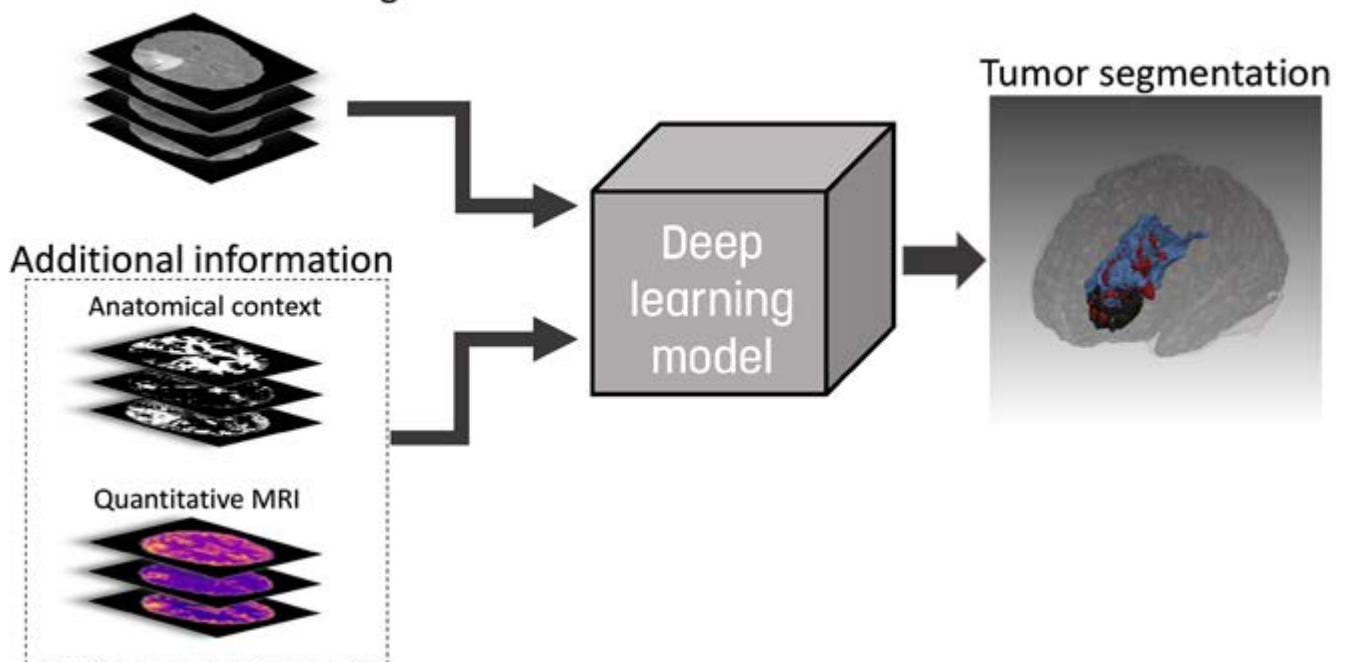 Tumor segmentation
Additional information
Anatomical context
Quantitative MRI
Deep
learning
model